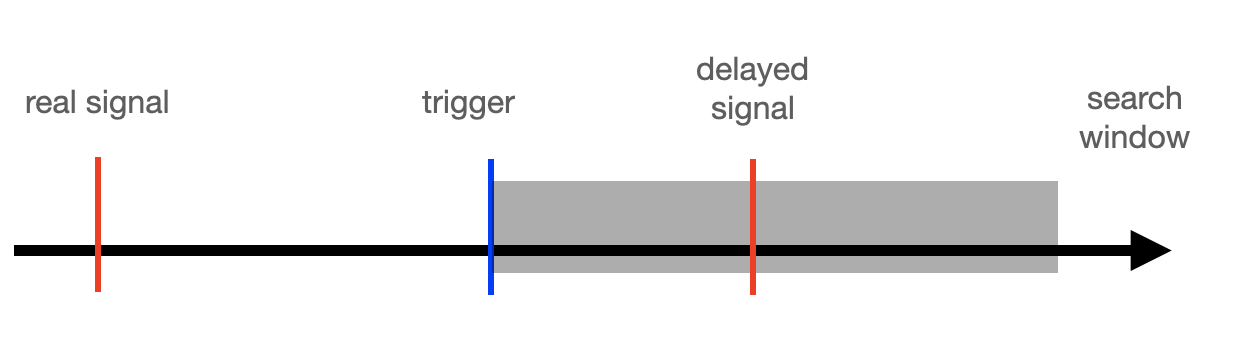 real signal
trigger
delayed
signal
search
window